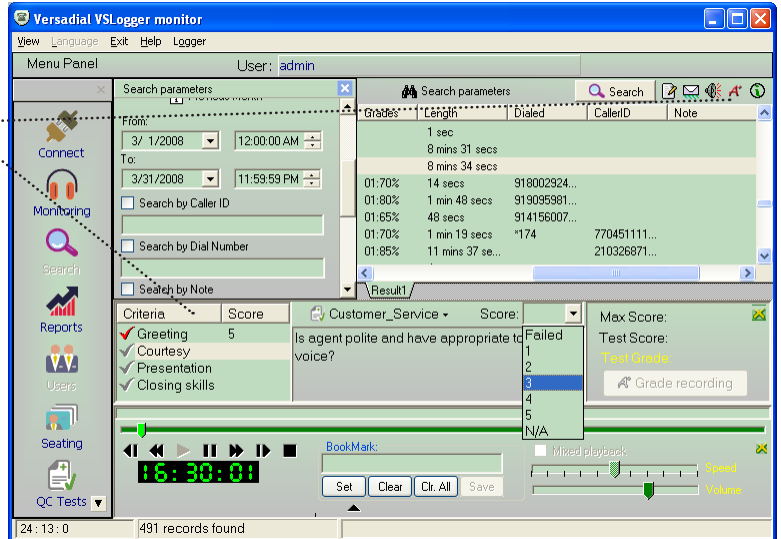 Versadial VSLogger monitor
View Language Exit Help Logger
Menu Panel User: admin
Search parameters
From:
3/ 1/2008 12:00:00 AM
To:
3/31/2008 11:59:59 PM
Search by Caller ID
Search by Dial Number
Search by Note
Search parameters Search
Grades Length Dialed CallerID Note
1 sec
8 mins 31 secs
8 mins 34 secs
01:70% 14 secs 918002924...
01:80% 1 min 48 secs 919095981...
01:65% 48 secs 914156007...
01:70% 1 min 19 secs *174 770451111...
01:85% 11 mins 37 se... 210326871...
Result1
Connect
Monitoring
Search
Reports
Users
Seating
QC Tests
Criteria Score
Greeting 5
Courtesy
Presentation
Closing skills
Customer_Service Score:
Is agent polite and have appropriate to
voice?
Failed
1
2
3
4
5
N/A
Max Score:
Test Score:
Test Grade:
Grade recording
16:30:01
BookMark:
Set Clear Clr. All Save
Mixed playback
Speed
Volume
24:13:0 491 records found